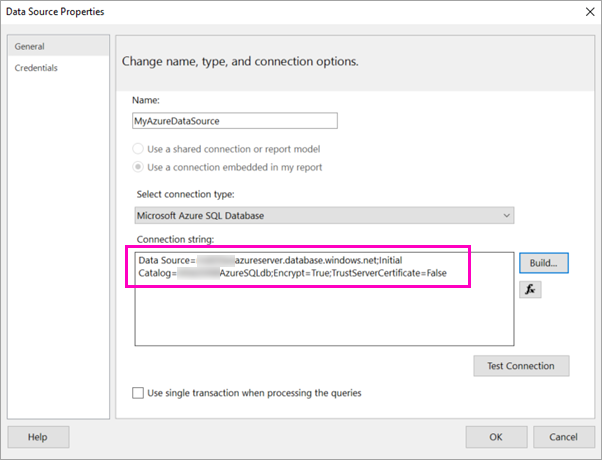 Data Source Properties
General
Credentials
Change name, type, and connection options.
Name:
MyAzureDataSource
Use a shared connection or report model
Use a connection embedded in my report
Select connection type:
Microsoft Azure SQL Database
Connection string:
Data Source= azureserver.database.windows.net;Initial
Catalog= AzureSQLdb;Encrypt=True;TrustServerCertificate=False
Build...
fx
Test Connection
Use single transaction when processing the queries
Help
OK
Cancel